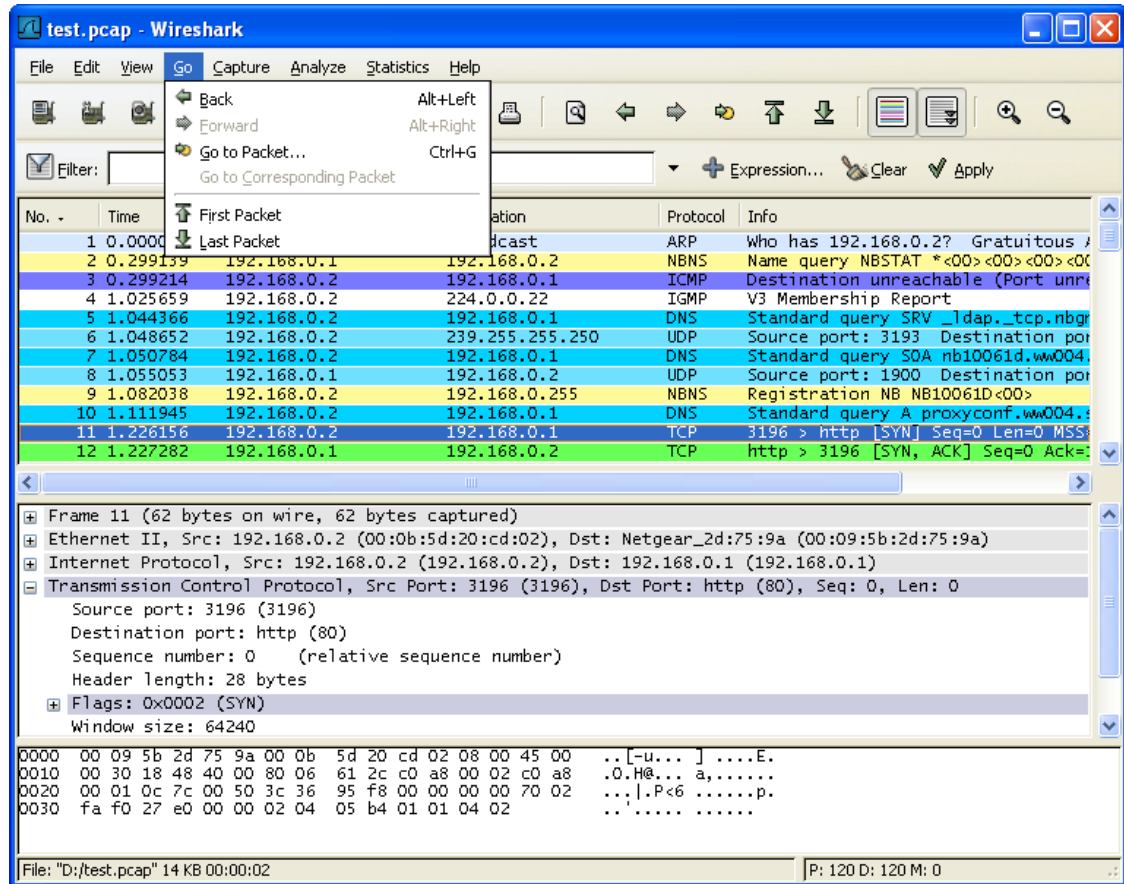 test.pcap - Wireshark
File Edit View Go Capture Analyze Statistics Help
Back Alt+Left
Forward Alt+Right
Go to Packet... Ctrl+G
Go to Corresponding Packet
First Packet
Last Packet
Filter: Expression... Clear Apply
No. Time Protocol Info
1 ARP Who has 192.168.0.2? Gratuitous
2 0.299139 192.168.0.1 192.168.0.2 NBNS Name query NBSTAT *<00><00><00><00
3 0.299214 192.168.0.2 192.168.0.1 ICMP Destination unreachable (Port unre
4 1.025659 192.168.0.2 224.0.0.22 IGMP V3 Membership Report
5 1.044366 192.168.0.2 192.168.0.1 DNS Standard query SRV _ldap._tcp.nbgr
6 1.048652 192.168.0.2 239.255.255.250 UDP Source port: 3193 Destination por
7 1.050784 192.168.0.2 192.168.0.1 DNS Standard query SOA nb10061d.ww004.
8 1.055053 192.168.0.1 192.168.0.2 UDP Source port: 1900 Destination por
9 1.082038 192.168.0.2 192.168.0.255 NBNS Registration NB NB10061D<00>
10 1.111945 192.168.0.2 192.168.0.1 DNS Standard query A proxyconf.ww004.s
11 1.226156 192.168.0.2 192.168.0.1 TCP 3196 > http [SYN] Seq=0 Len=0 MSS
12 1.227282 192.168.0.1 192.168.0.2 TCP http > 3196 [SYN, ACK] Seq=0 Ack=
Frame 11 (62 bytes on wire, 62 bytes captured)
Ethernet II, Src: 192.168.0.2 (00:0b:5d:20:cd:02), Dst: Netgear_2d:75:9a (00:09:5b:2d:75:9a)
Internet Protocol, Src: 192.168.0.2 (192.168.0.2), Dst: 192.168.0.1 (192.168.0.1)
Transmission Control Protocol, Src Port: 3196 (3196), Dst Port: http (80), Seq: 0, Len: 0
Source port: 3196 (3196)
Destination port: http (80)
Sequence number: 0 (relative sequence number)
Header length: 28 bytes
Flags: 0x0002 (SYN)
Window size: 64240
0000 00 09 5b 2d 75 9a 00 0b 5d 20 cd 02 08 00 45 00 ..[-u... ] ....E.
0010 00 30 18 48 40 00 80 06 61 2c c0 a8 00 02 c0 a8 .0.H@... a,......
0020 00 01 0c 7c 00 50 3c 36 95 f8 00 00 00 00 70 02 ...|.P<6 ......p.
0030 fa f0 27 e0 00 00 02 04 05 b4 01 01 04 02 ..'..... ......
File: "D:/test.pcap" 14 KB 00:00:02 P: 120 D: 120 M: 0